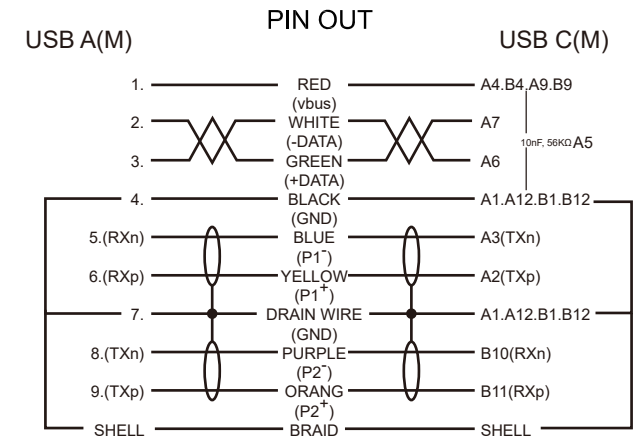 PIN OUT
USB A(M) USB C(M)
1. RED A4.B4.A9.B9
(vbus)
2. WHITE A7
(-DATA) 10nF, 56KΩ A5
3. GREEN A6
(+DATA)
4. BLACK A1.A12.B1.B12
(GND)
5.(RXn) BLUE A3(TXn)
(P1-)
6.(RXp) YELLOW A2(TXp)
(P1+)
7. DRAIN WIRE A1.A12.B1.B12
(GND)
8.(TXn) PURPLE B10(RXn)
(P2-)
9.(TXp) ORANG B11(RXp)
(P2+)
SHELL BRAID SHELL